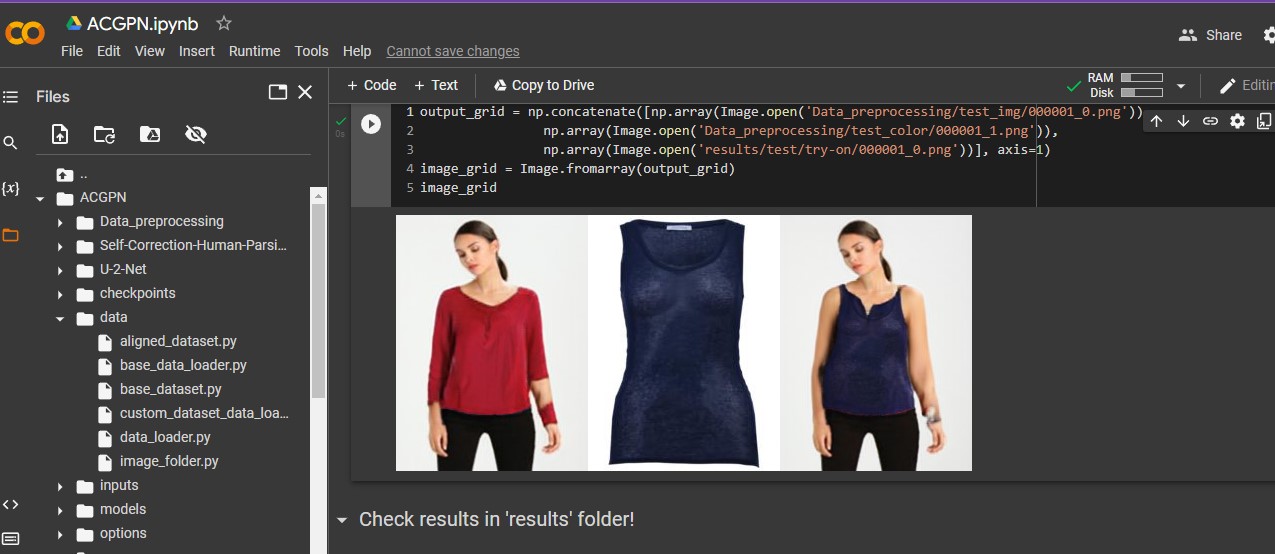 ACGPN.ipynb
File Edit View Insert Runtime Tools Help Cannot save changes
Share
Files
+ Code + Text Copy to Drive
RAM
Disk
..
{x}
ACGPN
Data_preprocessing
Self-Correction-Human-Parsi...
U-2-Net
checkpoints
data
aligned_dataset.py
base_data_loader.py
base_dataset.py
custom_dataset_data_loa...
data_loader.py
image_folder.py
inputs
models
options
0s
1 output_grid = np.concatenate([np.array(Image.open('Data_preprocessing/test_img/000001_0.png'))
2 np.array(Image.open('Data_preprocessing/test_color/000001_1.png')),
3 np.array(Image.open('results/test/try-on/000001_0.png'))], axis=1)
4 image_grid = Image.fromarray(output_grid)
5 image_grid
Check results in 'results' folder!